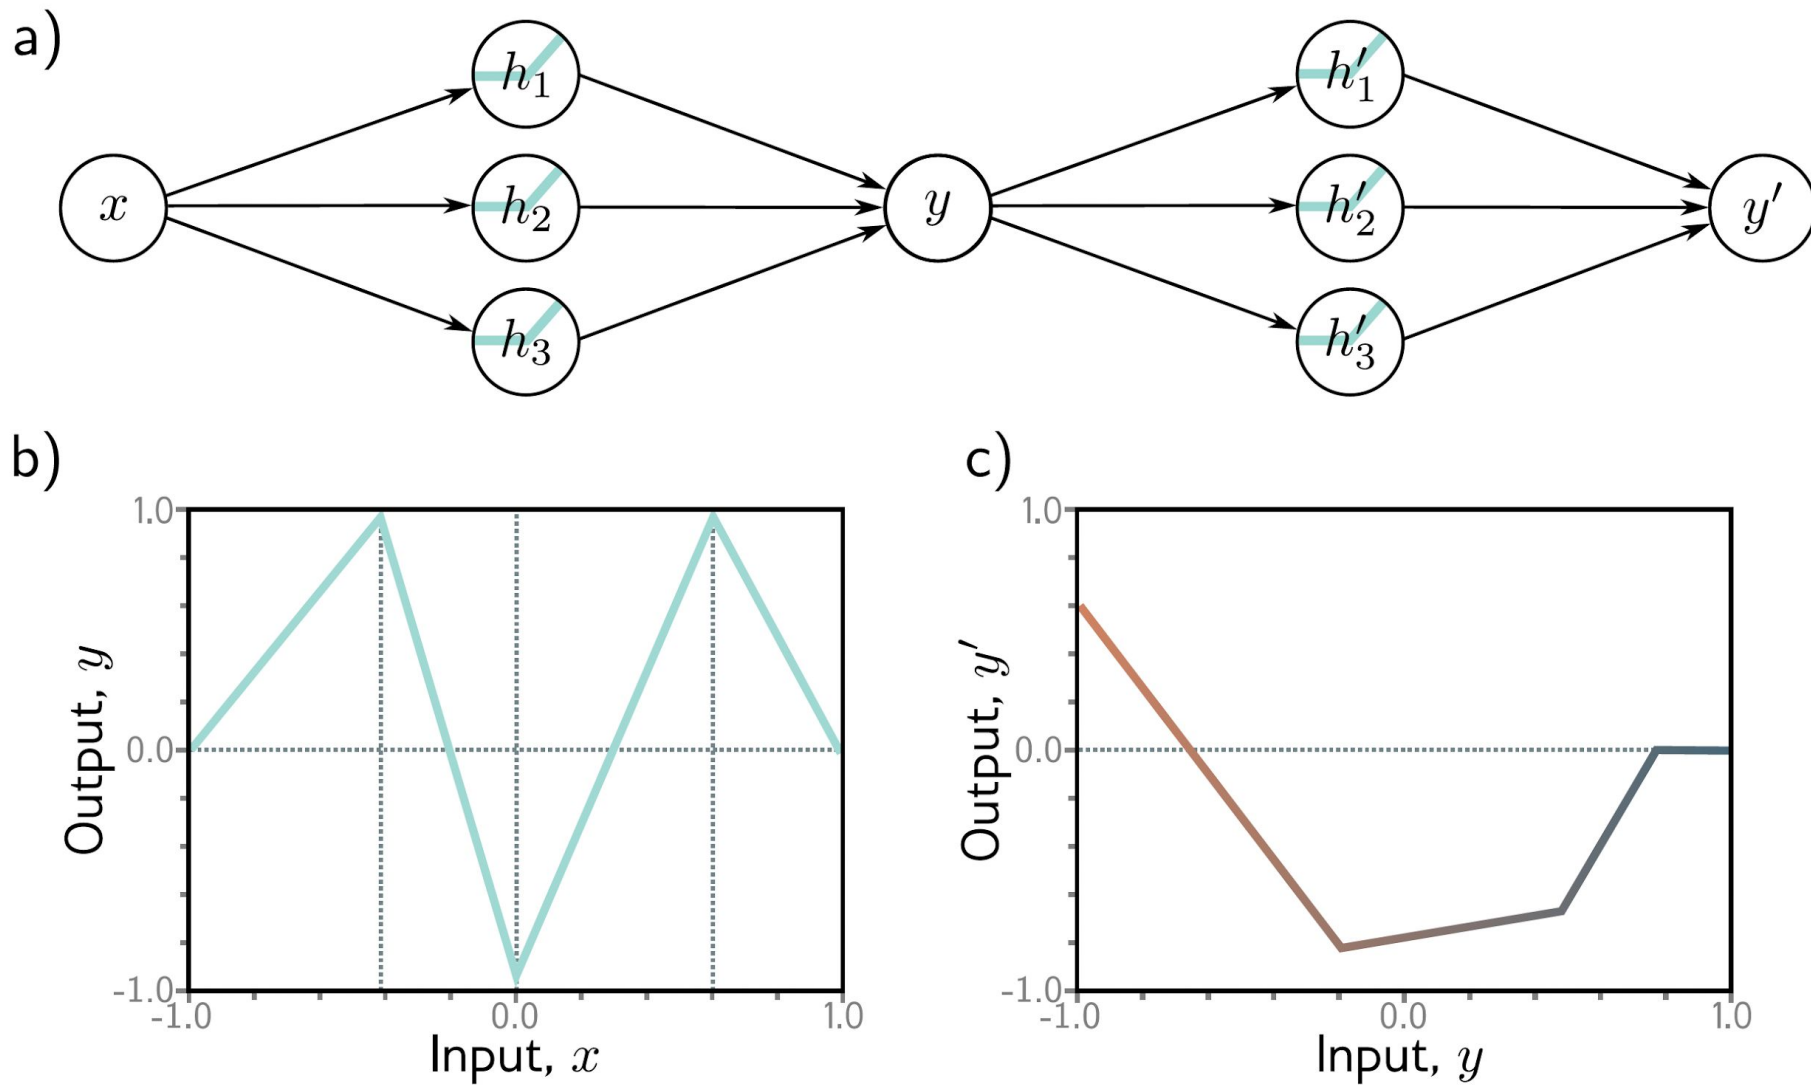 a)
h₁
h′₁
x
h₂
y
h′₂
y′
h₃
h′₃
b)
1.0
0.0
-1.0
Output, y
-1.0
0.0
1.0
Input, x
c)
1.0
0.0
-1.0
Output, y′
-1.0
0.0
1.0
Input, y